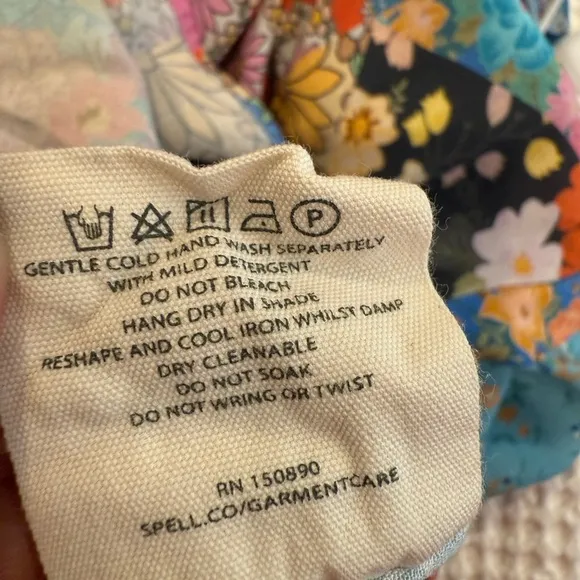 P
GENTLE COLD HAND WASH SEPARATELY
WITH MILD DETERGENT
DO NOT BLEACH
HANG DRY IN SHADE
RESHAPE AND COOL IRON WHILST DAMP
DRY CLEANABLE
DO NOT SOAK
DO NOT WRING OR TWIST
RN 150890
SPELL.CO/GARMENTCARE